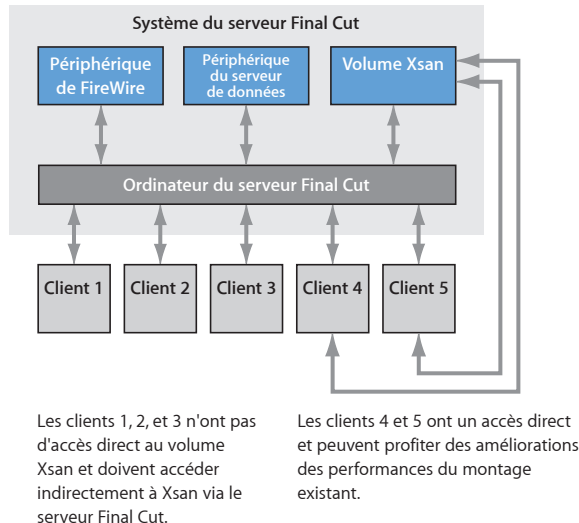 Système du serveur Final Cut
Périphérique
de FireWire
Périphérique
du serveur
de données
Volume Xsan
Ordinateur du serveur Final Cut
Client 1
Client 2
Client 3
Client 4
Client 5
Les clients 1, 2, et 3 n'ont pas
d'accès direct au volume
Xsan et doivent accéder
indirectement à Xsan via le
serveur Final Cut.
Les clients 4 et 5 ont un accès direct
et peuvent profiter des améliorations
des performances du montage
existant.